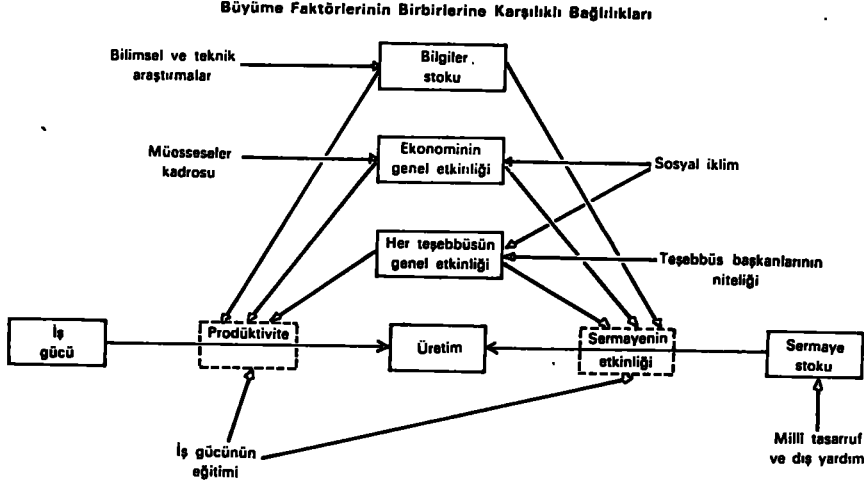 Büyüme Faktörlerinin Birbirlerine Karşılıklı Bağlılıkları
Bilimsel ve teknik
araştırmalar
Bilgiler
stoku
Müosseseler
kadrosu
Ekonominin
genel etkinliği
Sosyal iklim
Her teşebbüsün
genel etkinliği
Teşebbüs başkanlarının
niteliği
İş
gücü
Prodüktivite
Üretim
Sermayenin
etkinliği
Sermaye
stoku
İş gücünün
eğitimi
Millî tasarruf
ve dış yardım